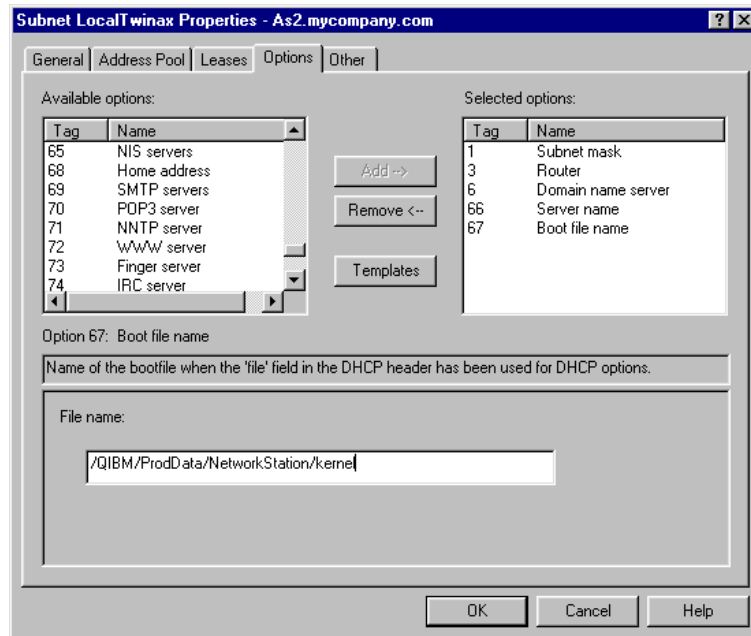 Subnet LocalTwinax Properties - As2.mycompany.com
General Address Pool Leases Options Other
Available options:
Selected options:
Tag Name
65 NIS servers
68 Home address
69 SMTP servers
70 POP3 server
71 NNTP server
72 WWW server
73 Finger server
74 IRC server
Add -->
Remove <--
Templates
Tag Name
1 Subnet mask
3 Router
6 Domain name server
66 Server name
67 Boot file name
Option 67: Boot file name
Name of the bootfile when the 'file' field in the DHCP header has been used for DHCP options.
File name:
/QIBM/ProdData/NetworkStation/kernel
OK Cancel Help